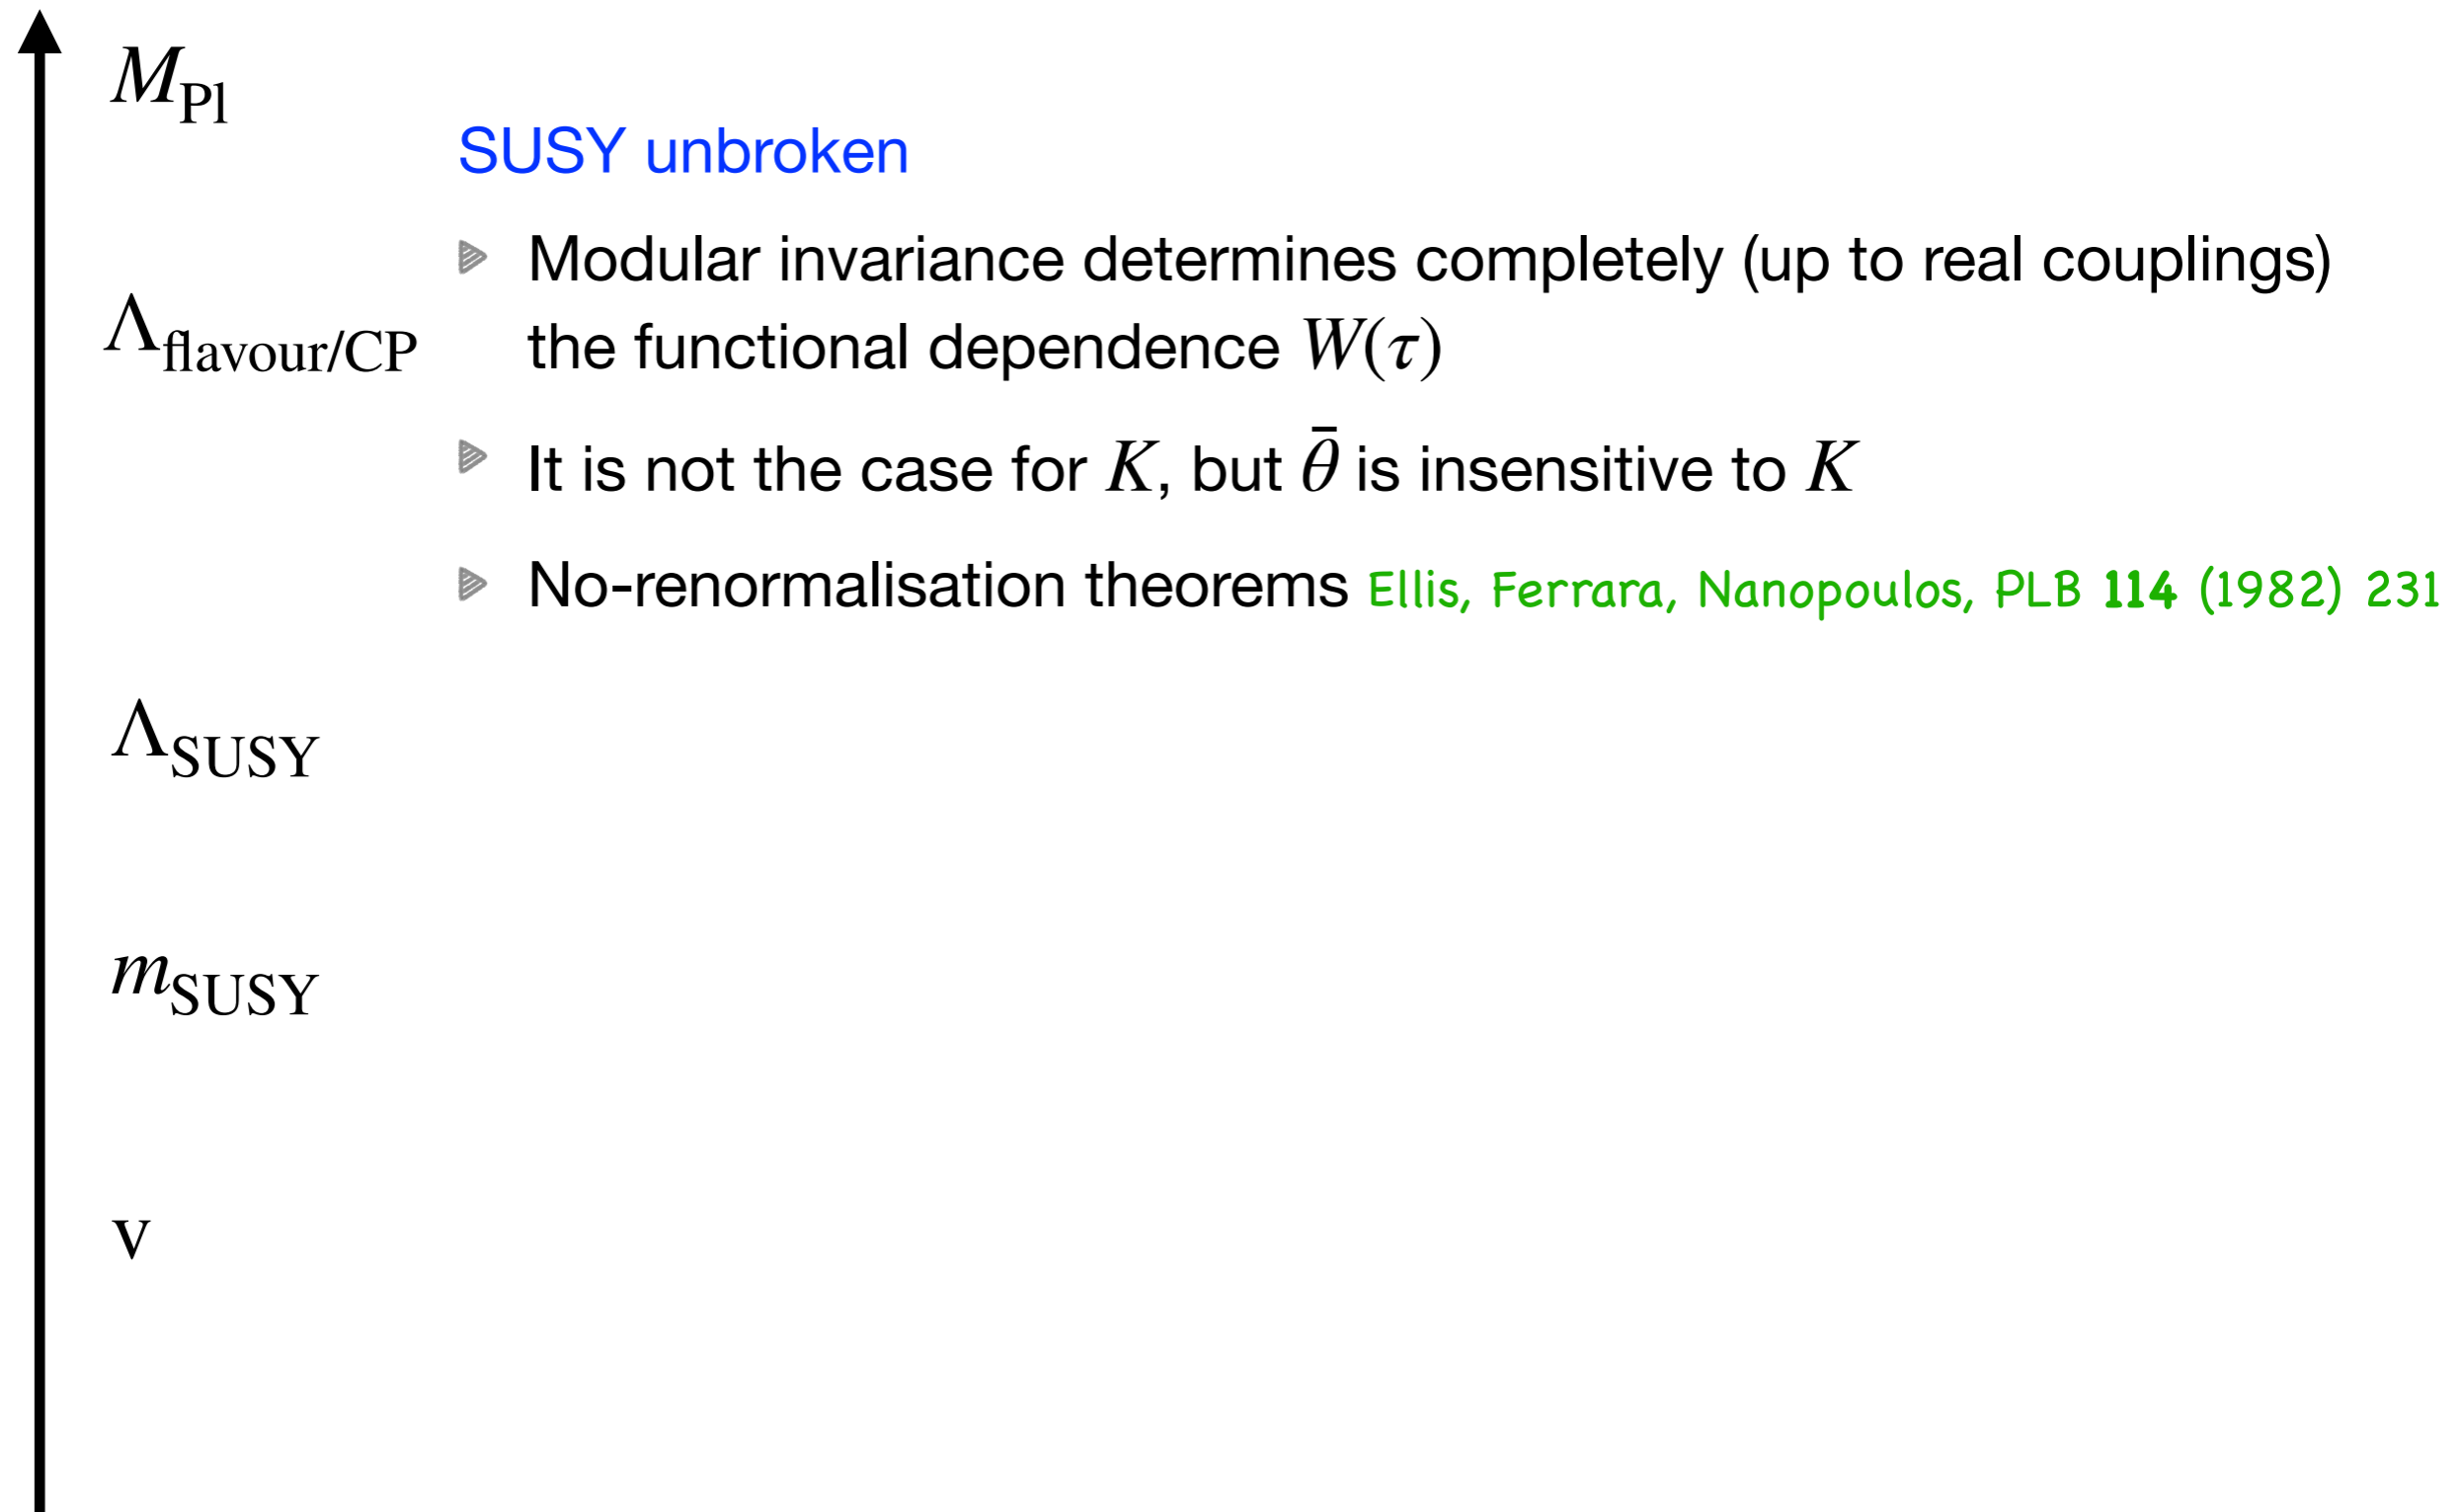 M_Pl
SUSY unbroken
Modular invariance determines completely (up to real couplings)
Λ_flavour/CP
the functional dependence W(τ)
It is not the case for K, but θ̄ is insensitive to K
No-renormalisation theorems Ellis, Ferrara, Nanopoulos, PLB 114 (1982) 231
Λ_SUSY
m_SUSY
v